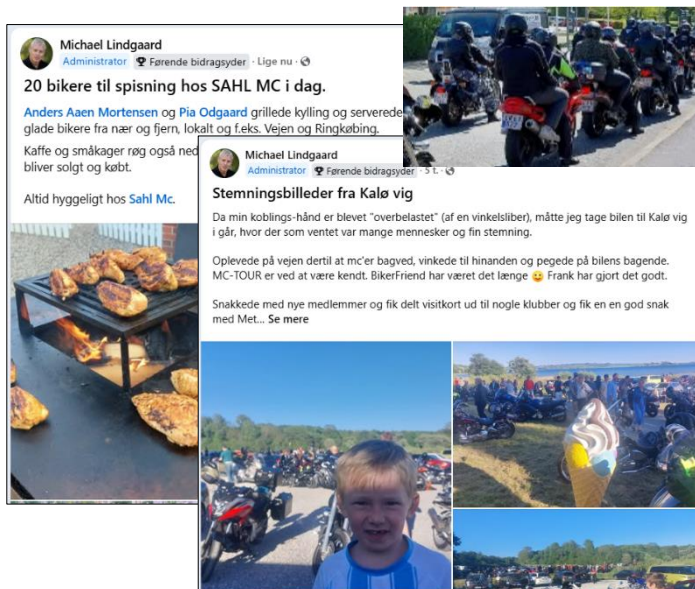 Michael Lindgaard
Administrator Førende bidragsyder · Lige nu ·
20 bikere til spisning hos SAHL MC i dag.
Anders Aaen Mortensen og Pia Odgaard grillede kylling og serverede
glade bikere fra nær og fjern, lokalt og f.eks. Vejen og Ringkøbing.
Kaffe og småkager røg også ned
bliver solgt og købt.
Altid hyggeligt hos Sahl Mc.
Michael Lindgaard
Administrator Førende bidragsyder · 5 t. ·
Stemningsbilleder fra Kalø vig
Da min koblings-hånd er blevet "overbelastet" (af en vinkelsliber), måtte jeg tage bilen til Kalø vig
i går, hvor der som ventet var mange mennesker og fin stemning.
Oplevede på vejen dertil at mc'er bagved, vinkede til hinanden og pegede på bilens bagende.
MC-TOUR er ved at være kendt. BikerFriend har været det længe 😀 Frank har gjort det godt.
Snakkede med nye medlemmer og fik delt visitkort ud til nogle klubber og fik en en god snak
med Met... Se mere